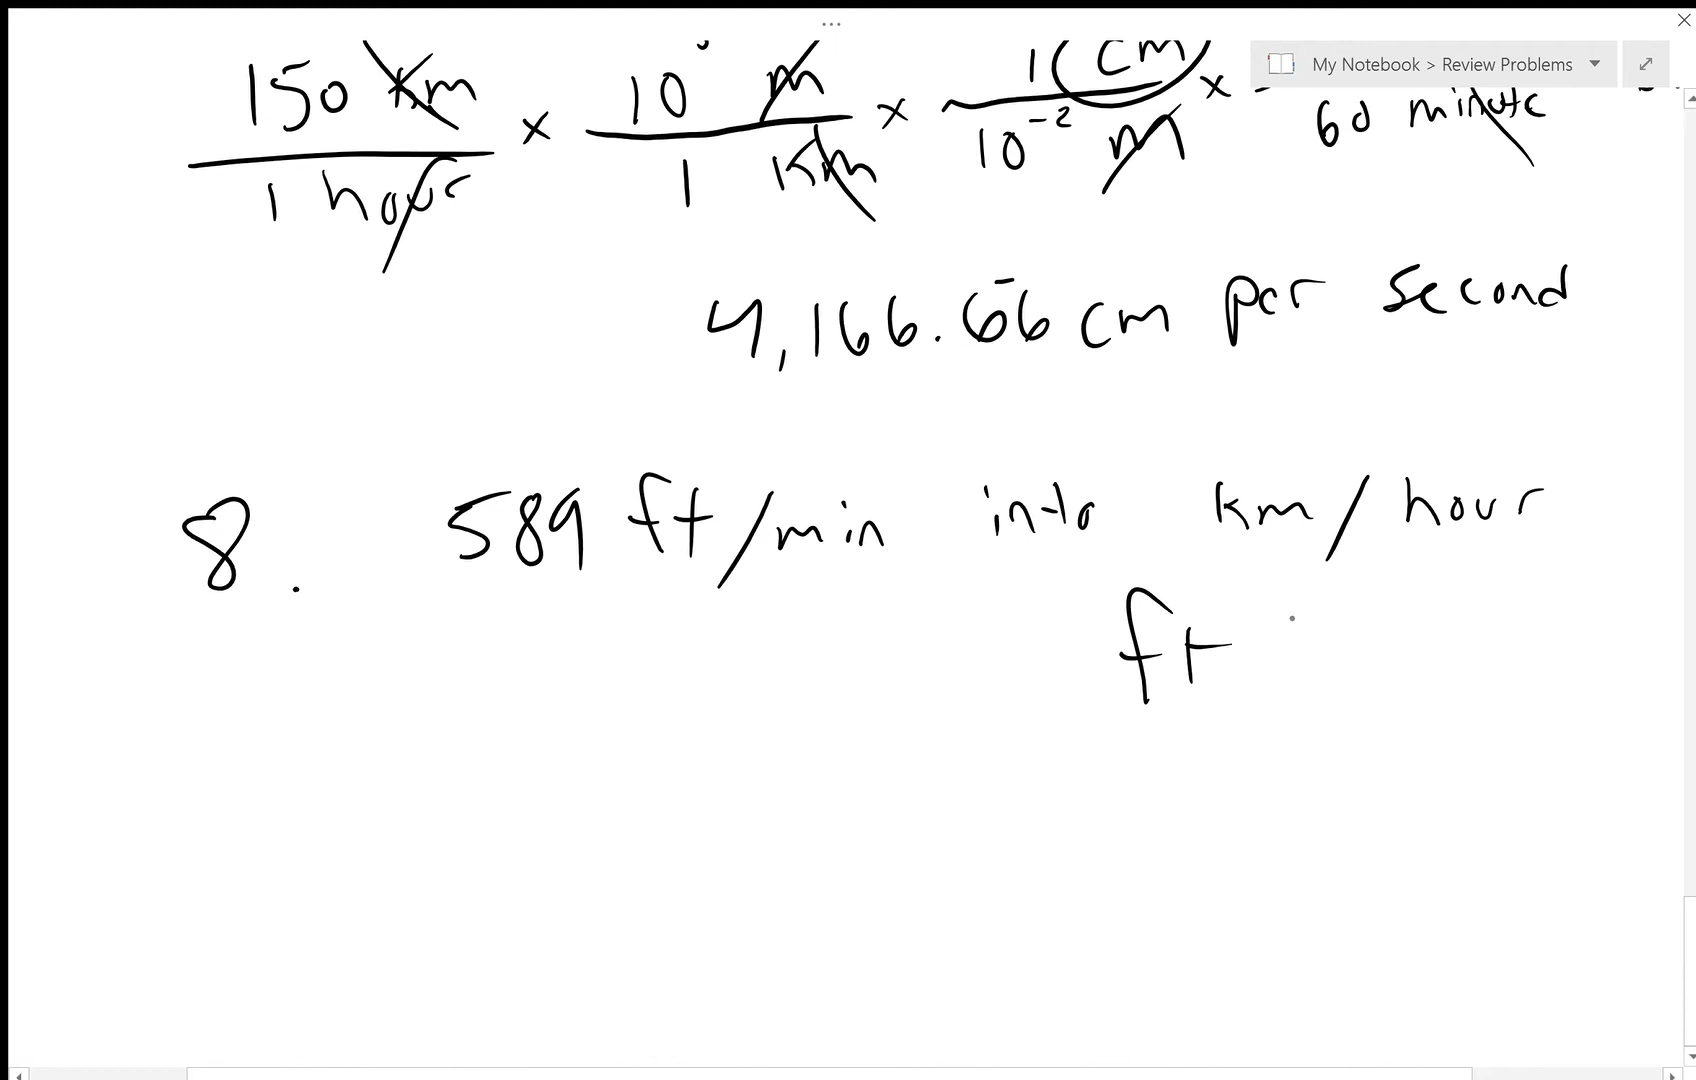 My Notebook > Review Problems
150 km / 1 hour × 10 m / 1 km × 1 cm / 10⁻² m × 60 minute
4,166.66 cm per second
8. 589 ft/min into km/hour
ft